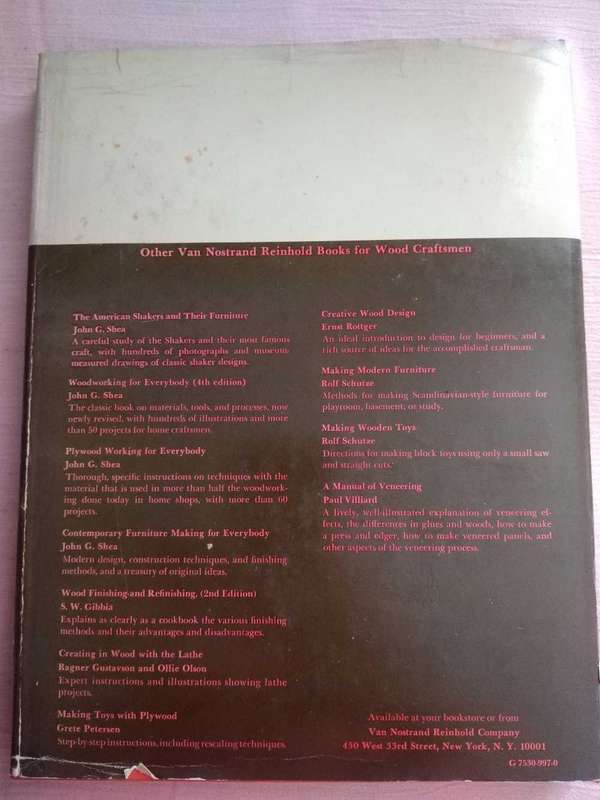 Other Van Nostrand Reinhold Books for Wood Craftsmen
The American Shakers and Their Furniture
John G. Shea
A careful study of the Shakers and their most famous
craft, with hundreds of photographs and museum-
measured drawings of classic shaker designs.
Woodworking for Everybody (4th edition)
John G. Shea
The classic book on materials, tools, and processes, now
newly revised, with hundreds of illustrations and more
than 50 projects for home craftsmen.
Plywood Working for Everybody
John G. Shea
Thorough, specific instructions on techniques with the
material that is used in more than half the woodwork-
ing done today in home shops, with more than 60
projects.
Contemporary Furniture Making for Everybody
John G. Shea
Modern design, construction techniques, and finishing
methods, and a treasury of original ideas.
Wood Finishing and Refinishing, (2nd Edition)
S. W. Gibbia
Explains as clearly as a cookbook the various finishing
methods and their advantages and disadvantages.
Creating in Wood with the Lathe
Ragner Gustavson and Ollie Olson
Expert instructions and illustrations showing lathe
projects.
Making Toys with Plywood
Grete Petersen
Step-by-step instructions, including rescaling techniques.
Creative Wood Design
Ernst Rottger
An ideal introduction to design for beginners, and a
rich source of ideas for the accomplished craftsman.
Making Modern Furniture
Rolf Schutze
Methods for making Scandinavian-style furniture for
playroom, basement, or study.
Making Wooden Toys
Rolf Schutze
Directions for making block toys using only a small saw
and straight cuts.
A Manual of Veneering
Paul Villiard
A lively, well-illustrated explanation of veneering ef-
fects, the differences in glues and woods, how to make
a press and edger, how to make veneered panels, and
other aspects of the veneering process.
Available at your bookstore or from
Van Nostrand Reinhold Company
450 West 33rd Street, New York, N. Y. 10001
G 7530-997-0